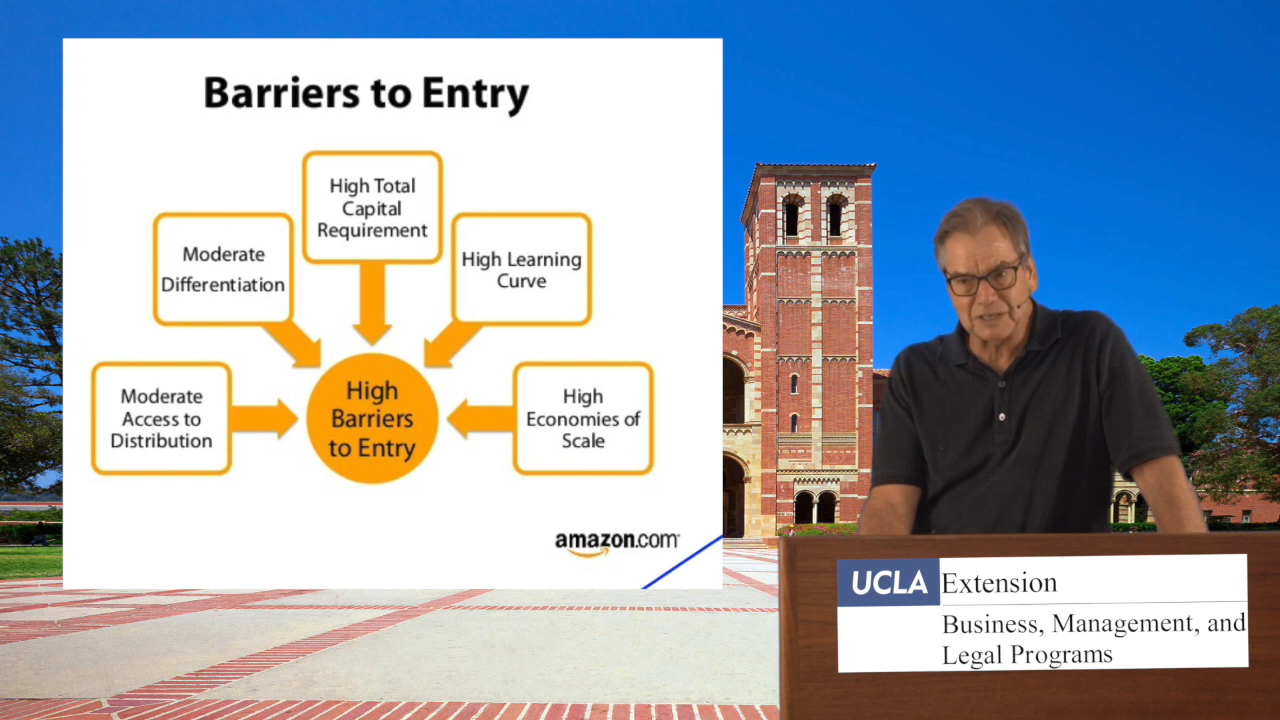 Barriers to Entry
High Total
Capital
Requirement
Moderate
Differentiation
High Learning
Curve
Moderate
Access to
Distribution
High
Barriers
to Entry
High
Economies of
Scale
amazon.com
UCLA Extension
Business, Management, and
Legal Programs